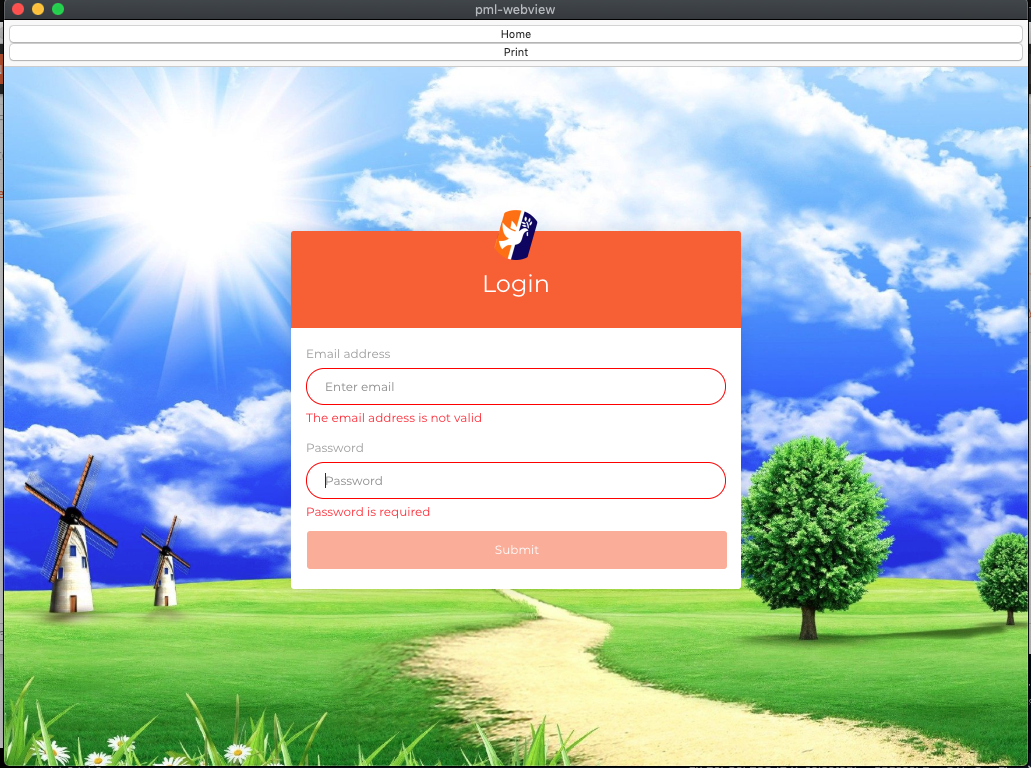 pml-webview
Home
Print
Login
Email address
Enter email
The email address is not valid
Password
Password
Password is required
Submit